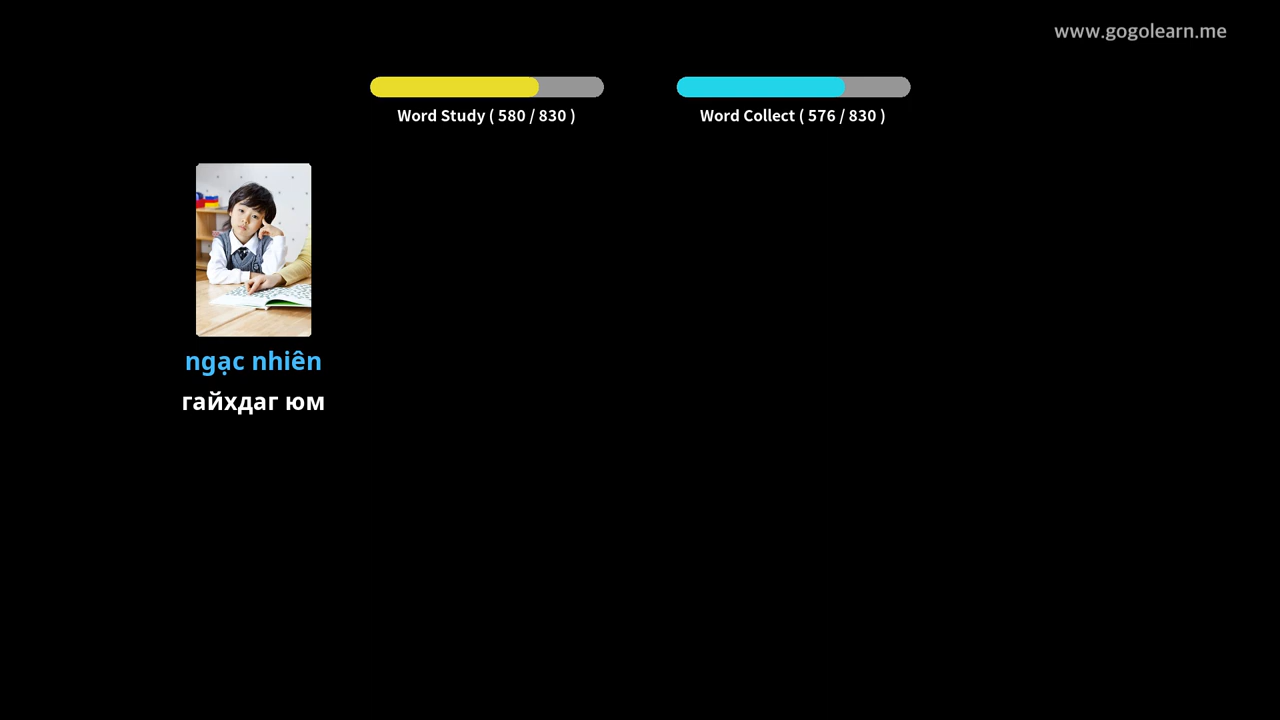 www.gogolearn.me
Word Study ( 580 / 830 )
Word Collect ( 576 / 830 )
ngạc nhiên
гайхдаг юм